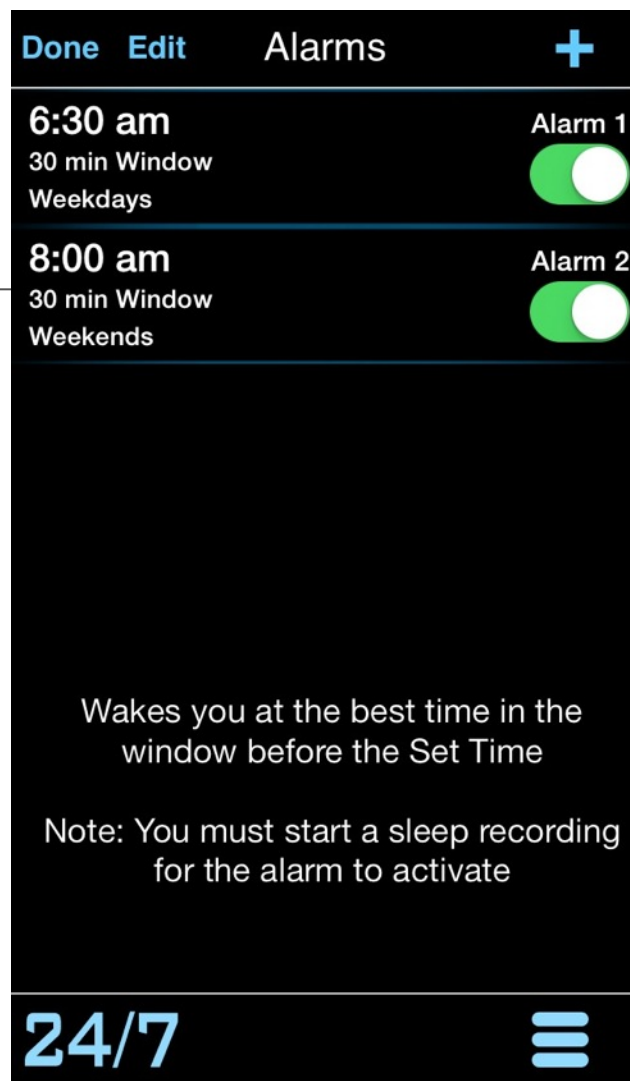 Done Edit Alarms +
6:30 am Alarm 1
30 min Window
Weekdays
8:00 am Alarm 2
30 min Window
Weekends
Wakes you at the best time in the
window before the Set Time
Note: You must start a sleep recording
for the alarm to activate
24/7